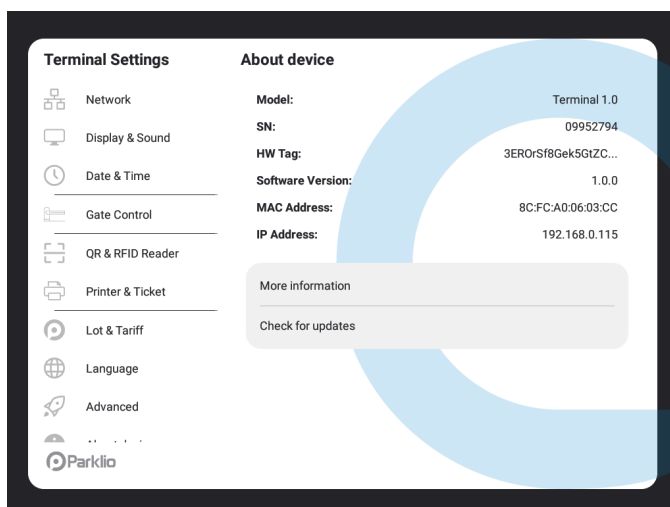 Terminal Settings
Network
Display & Sound
Date & Time
Gate Control
QR & RFID Reader
Printer & Ticket
Lot & Tariff
Language
Advanced
Parklio
About device
Model: Terminal 1.0
SN: 09952794
HW Tag: 3EROrSf8Gek5GtZC...
Software Version: 1.0.0
MAC Address: 8C:FC:A0:06:03:CC
IP Address: 192.168.0.115
More information
Check for updates